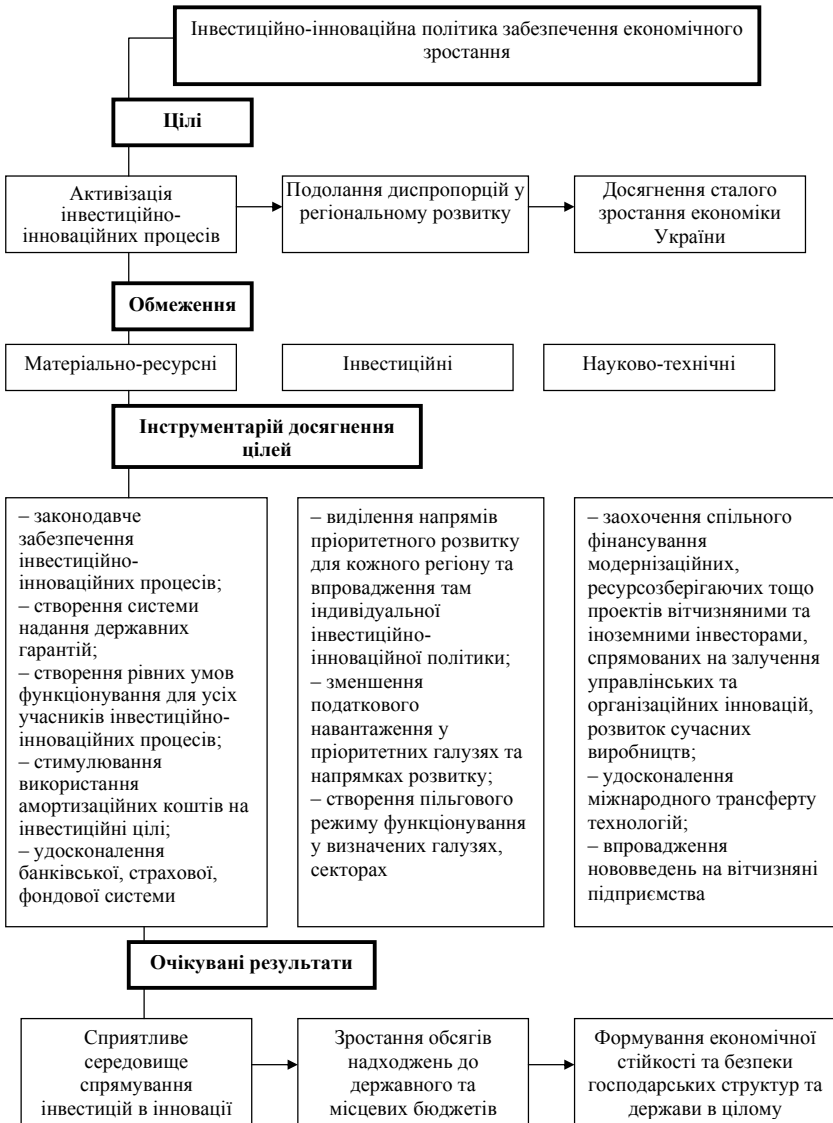 Інвестиційно-інноваційна політика забезпечення економічного
зростання
Цілі
Активізація
інвестиційно-
інноваційних процесів
Подолання диспропорцій у
регіональному розвитку
Досягнення сталого
зростання економіки
України
Обмеження
Матеріально-ресурсні
Інвестиційні
Науково-технічні
Інструментарій досягнення
цілей
– законодавче
забезпечення
інвестиційно-
інноваційних процесів;
– створення системи
надання державних
гарантій;
– створення рівних умов
функціонування для усіх
учасників інвестиційно-
інноваційних процесів;
– стимулювання
використання
амортизаційних коштів на
інвестиційні цілі;
– удосконалення
банківської, страхової,
фондової системи
– виділення напрямів
пріоритетного розвитку
для кожного регіону та
впровадження там
індивідуальної
інвестиційно-
інноваційної політики;
– зменшення
податкового
навантаження у
пріоритетних галузях та
напрямках розвитку;
– створення пільгового
режиму функціонування
у визначених галузях,
секторах
– заохочення спільного
фінансування
модернізаційних,
ресурсозберігаючих тощо
проектів вітчизняними та
іноземними інвесторами,
спрямованих на залучення
управлінських та
організаційних інновацій,
розвиток сучасних
виробництв;
– удосконалення
міжнародного трансферту
технологій;
– впровадження
нововведень на вітчизняні
підприємства
Очікувані результати
Сприятливе
середовище
спрямування
інвестицій в інновації
Зростання обсягів
надходжень до
державного та
місцевих бюджетів
Формування економічної
стійкості та безпеки
господарських структур та
держави в цілому